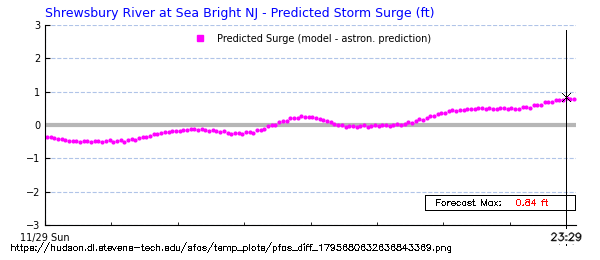 Shrewsbury River at Sea Bright NJ - Predicted Storm Surge (ft)
3
Predicted Surge (model - astron. prediction)
2
1
0
−1
−2
Forecast Max: 0.84 ft
−3
11/29 Sun 23:29
https://hudson.dl.stevens-tech.edu/sfas/temp_plots/pfas_diff_1795680632636843369.png